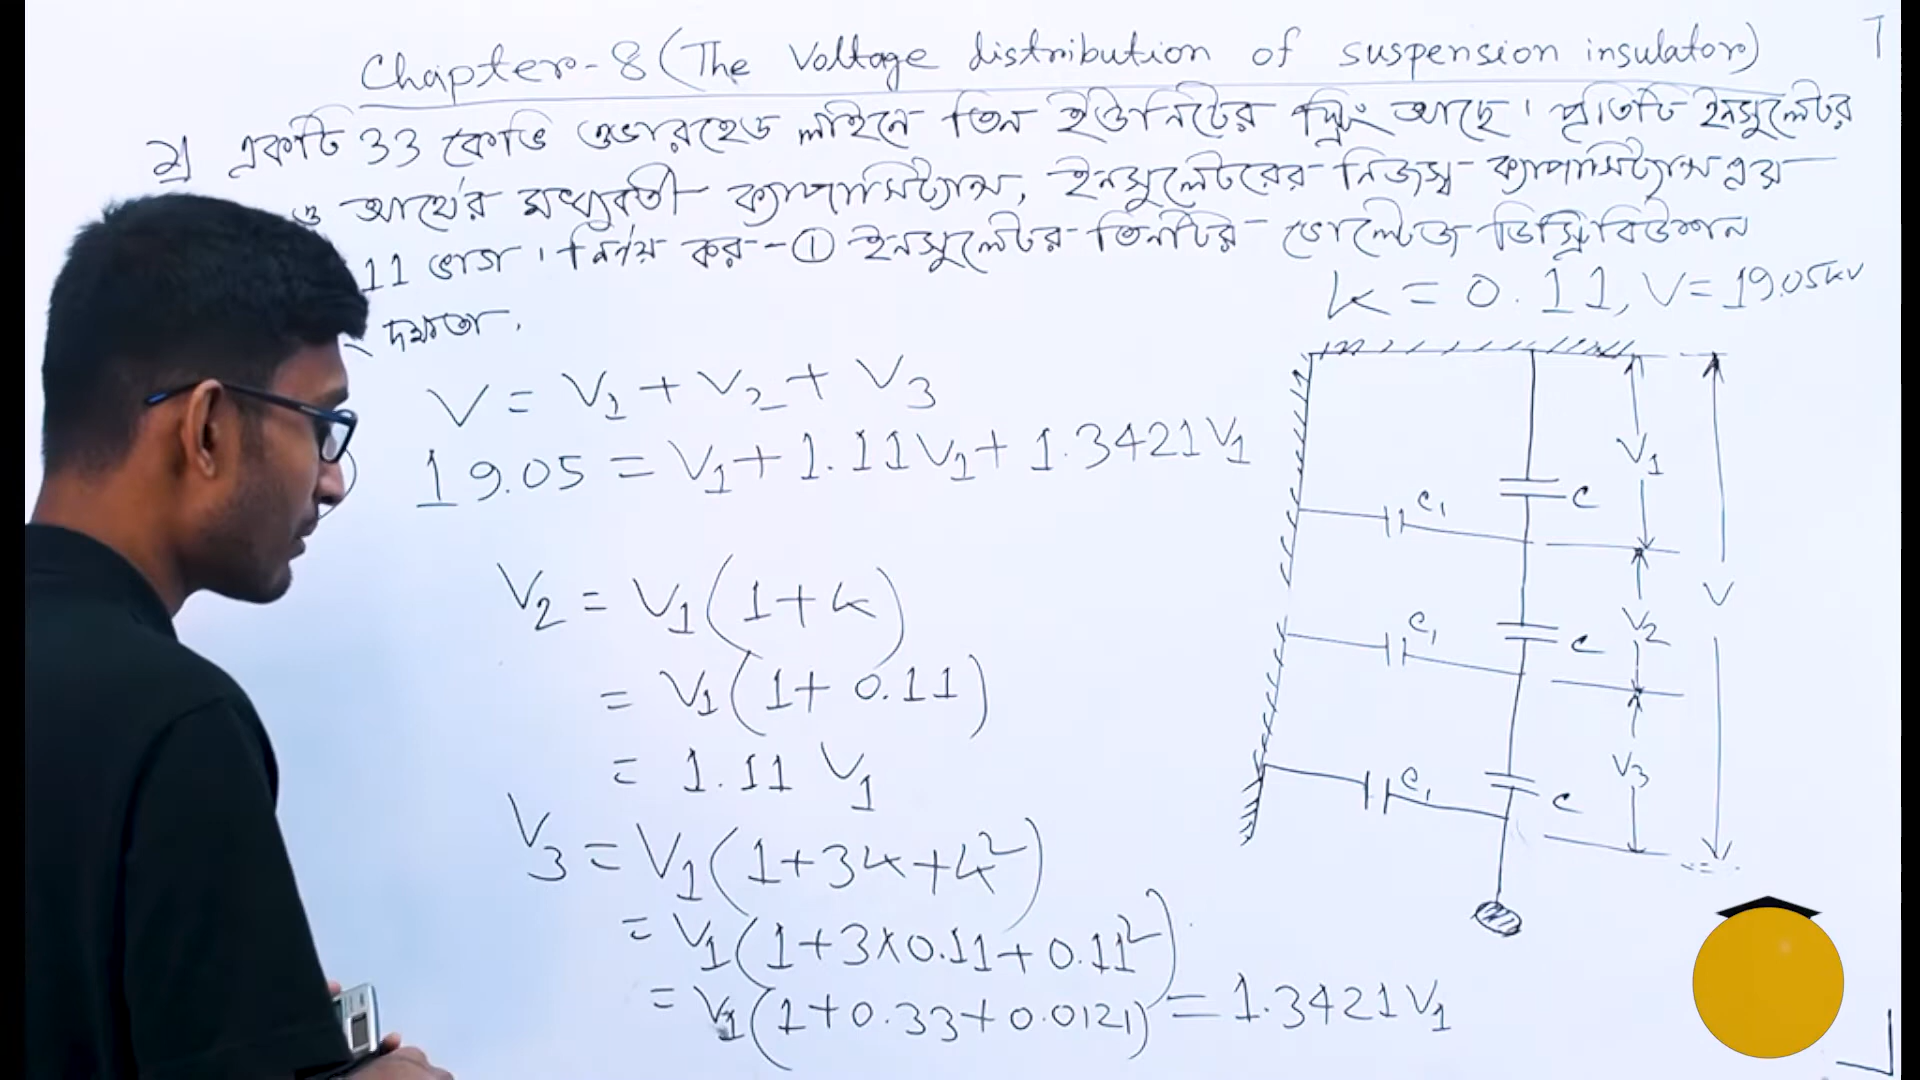 Chapter-8 (The Voltage distribution of suspension insulator)
২) একটি 33 কেভি ওভারহেড লাইনে তিন ইউনিটের স্ট্রিং আছে। প্রতিটি ইনসুলেটর
ও আর্থের মধ্যবর্তী ক্যাপাসিট্যান্স, ইনসুলেটরের নিজস্ব ক্যাপাসিট্যান্স এর
11 ভাগ। নির্ণয় কর-- ① ইনসুলেটর তিনটির ভোল্টেজ ডিস্ট্রিবিউশন
দক্ষতা.
K = 0.11, V = 19.05kV
V = V₁ + V₂ + V₃
19.05 = V₁ + 1.11V₁ + 1.3421V₁
V₂ = V₁(1+k)
= V₁(1+0.11)
= 1.11 V₁
V₃ = V₁(1+3k+k²)
= V₁(1+3×0.11+0.11²)
= V₁(1+0.33+0.0121) = 1.3421V₁
V₁
C₁
C
V
C₁
C
V₂
C₁
C
V₃